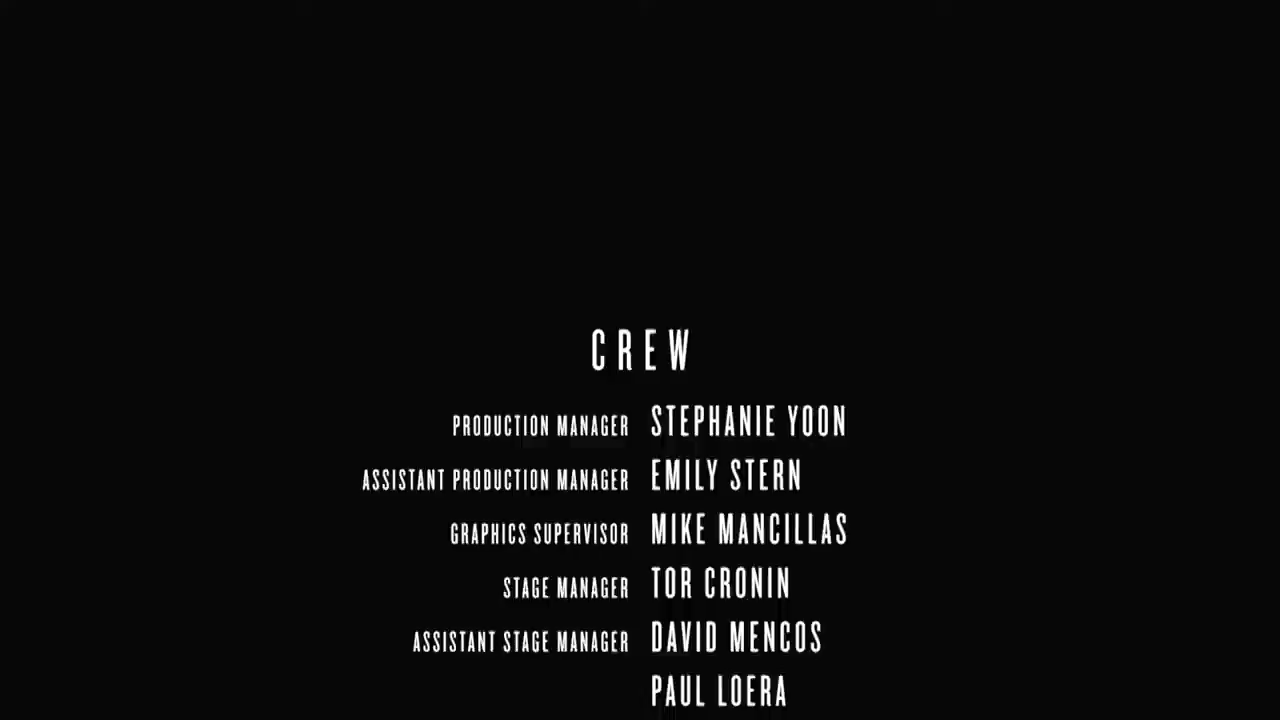 CREW
PRODUCTION MANAGER STEPHANIE YOON
ASSISTANT PRODUCTION MANAGER EMILY STERN
GRAPHICS SUPERVISOR MIKE MANCILLAS
STAGE MANAGER TOR CRONIN
ASSISTANT STAGE MANAGER DAVID MENCOS
PAUL LOERA